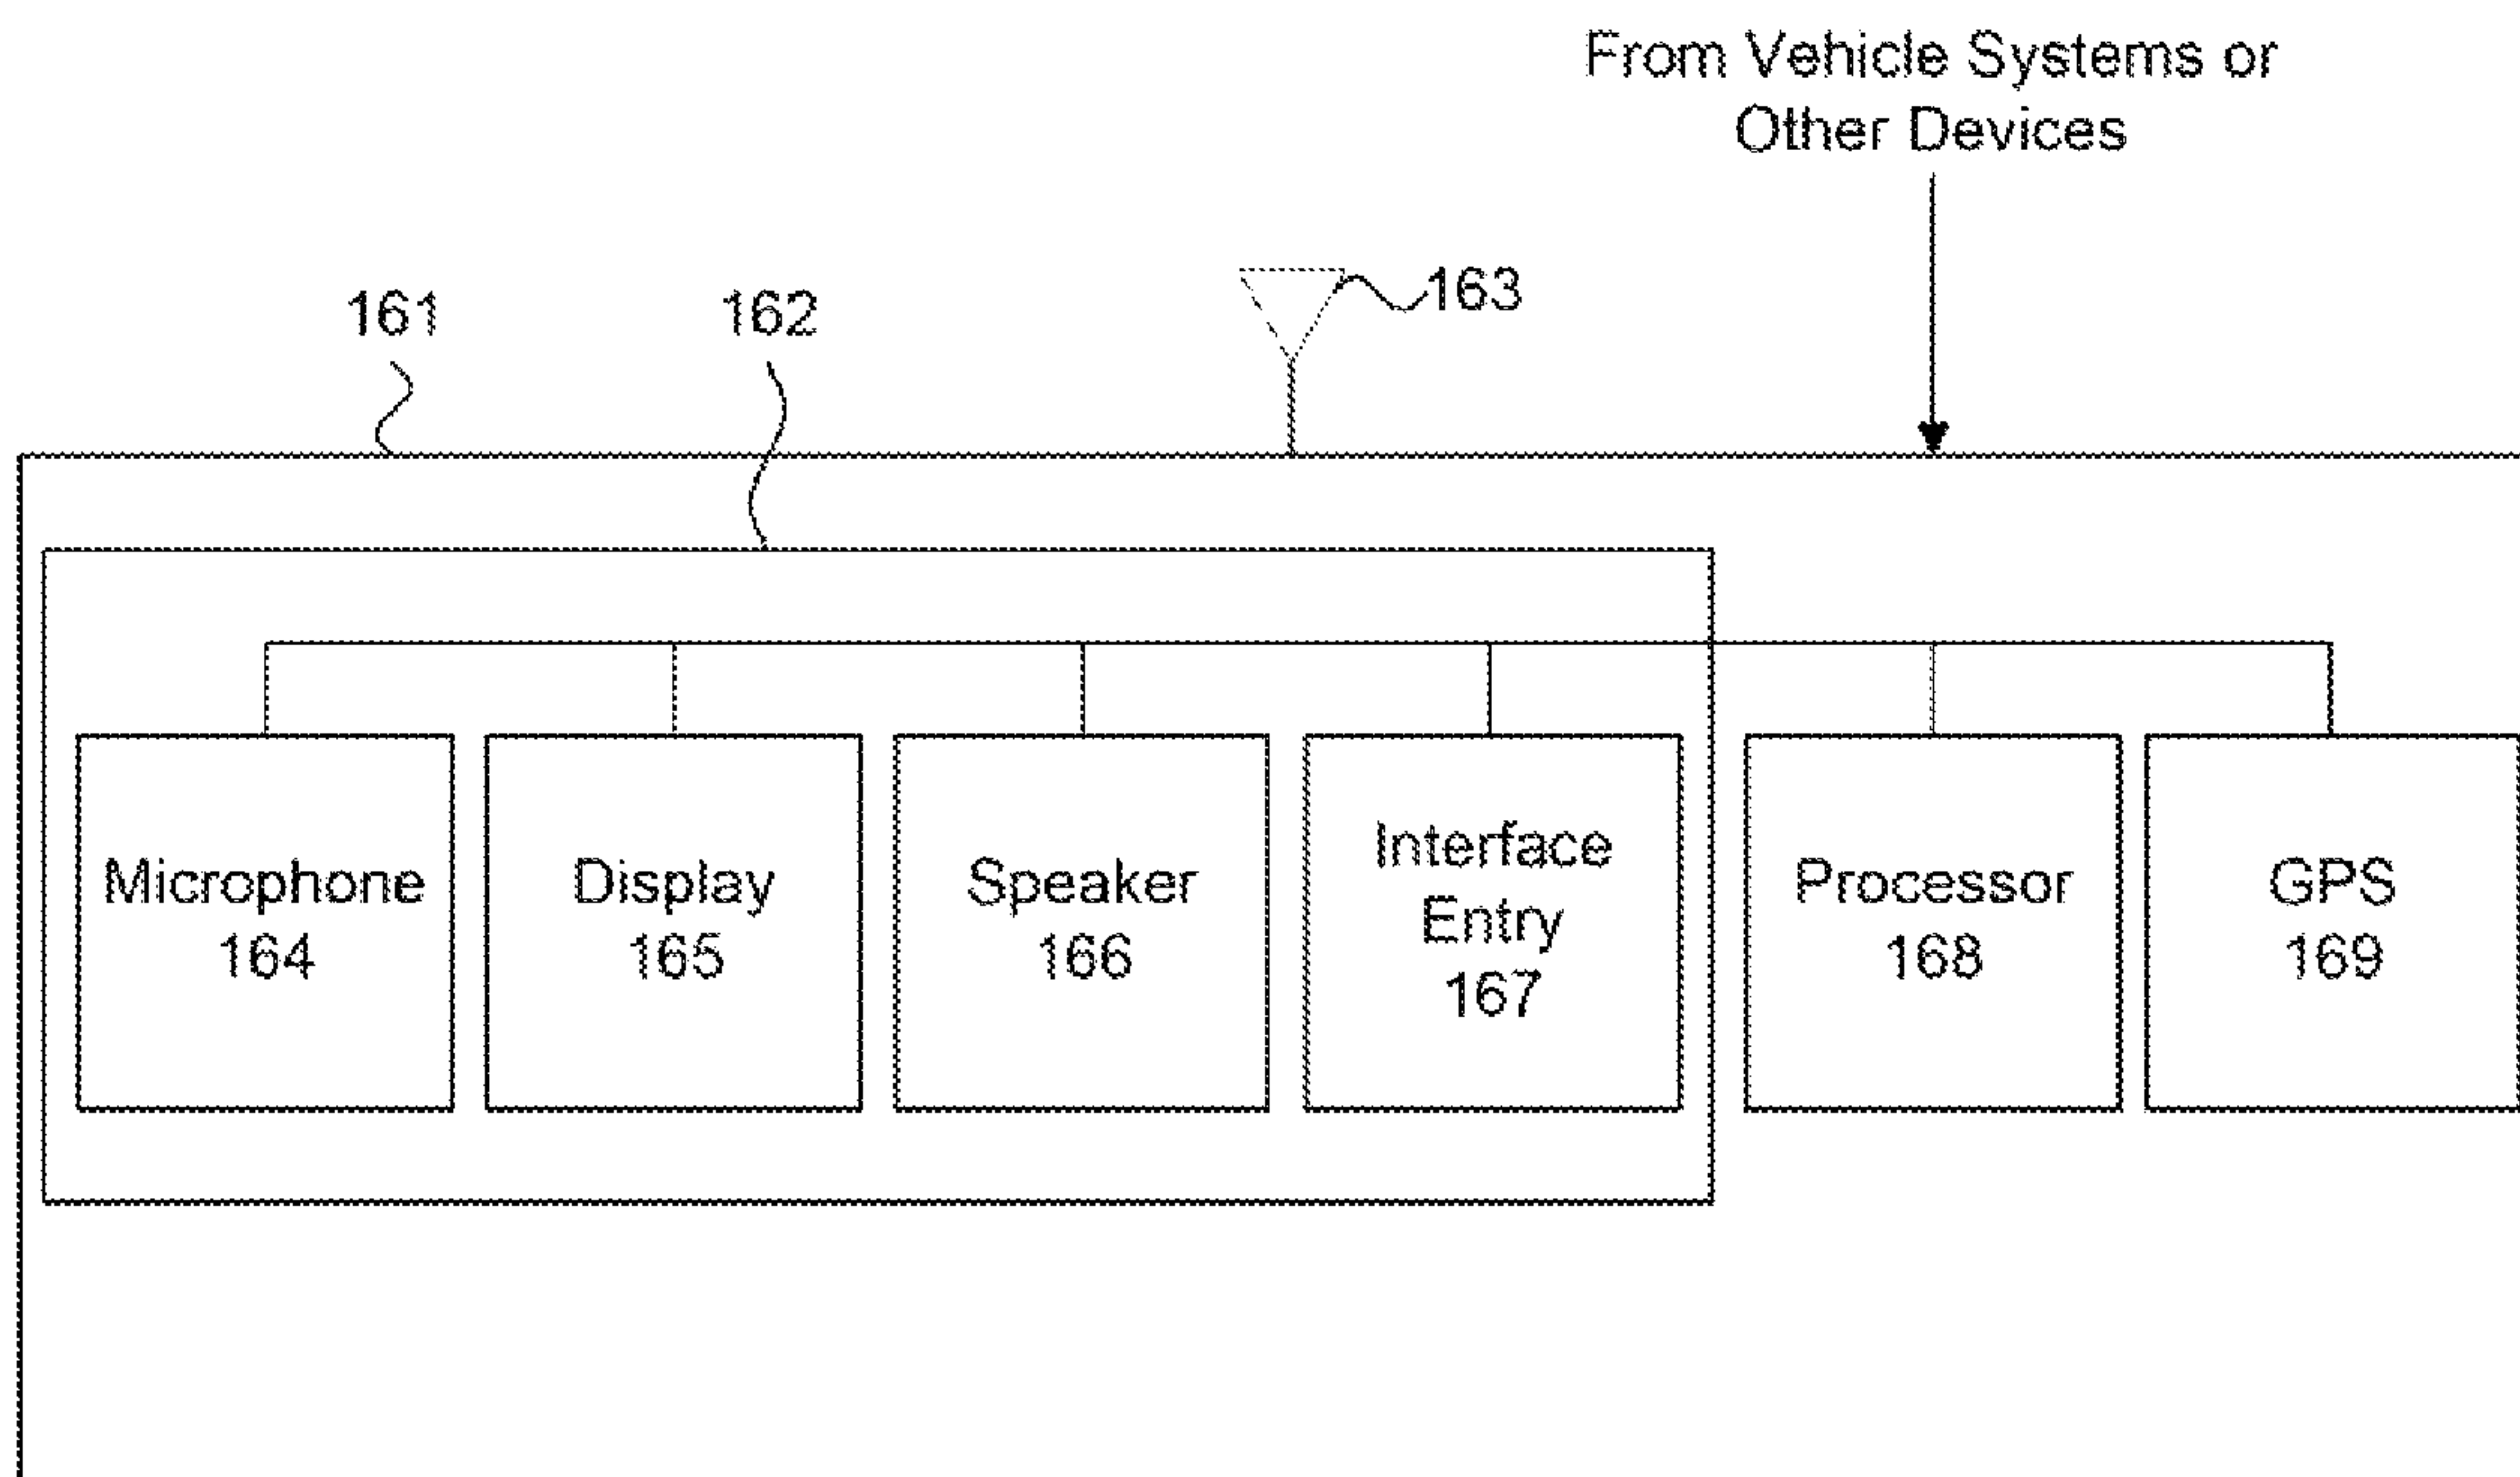 From Vehicle Systems or
Other Devices
161
162
163
Microphone
164
Display
165
Speaker
166
Interface
Entry
167
Processor
168
GPS
169